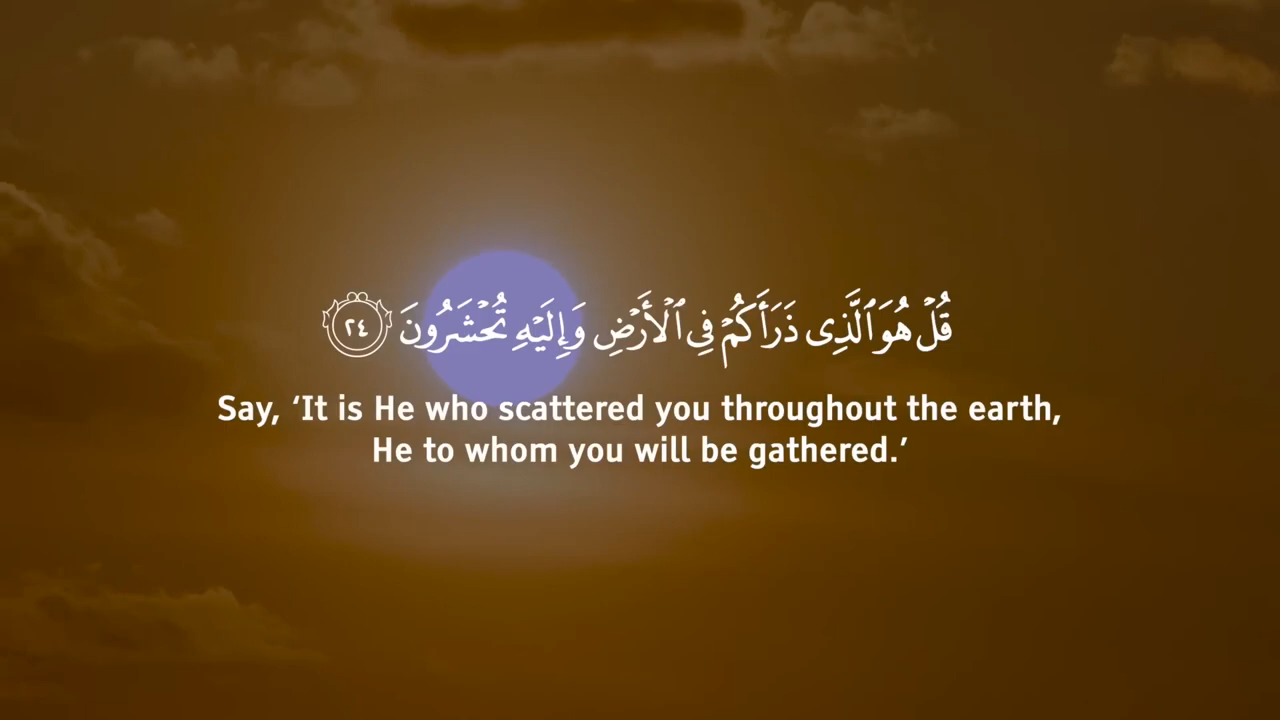 قُلْ هُوَ ٱلَّذِى ذَرَأَكُمْ فِى ٱلْأَرْضِ وَإِلَيْهِ تُحْشَرُونَ ٢٤
Say, ‘It is He who scattered you throughout the earth,
He to whom you will be gathered.’